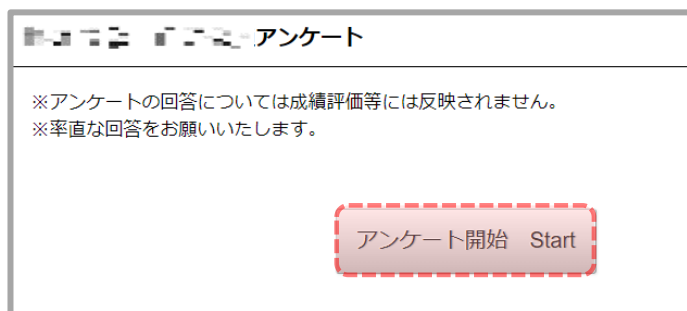 アンケート
※アンケートの回答については成績評価等には反映されません。
※率直な回答をお願いいたします。
アンケート開始　Start